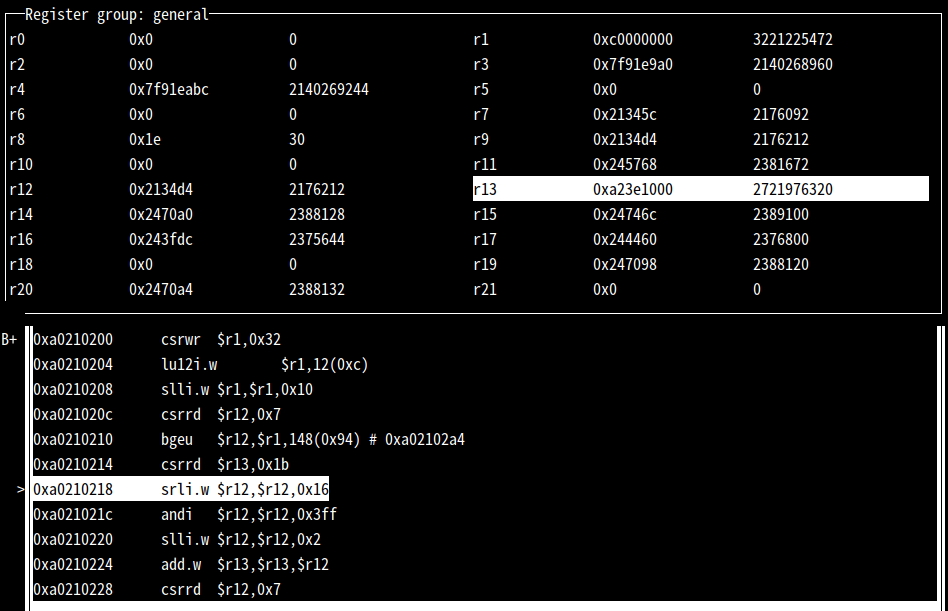 Register group: general
r0 0x0 0 r1 0xc0000000 3221225472
r2 0x0 0 r3 0x7f91e9a0 2140268960
r4 0x7f91eabc 2140269244 r5 0x0 0
r6 0x0 0 r7 0x21345c 2176092
r8 0x1e 30 r9 0x2134d4 2176212
r10 0x0 0 r11 0x245768 2381672
r12 0x2134d4 2176212 r13 0xa23e1000 2721976320
r14 0x2470a0 2388128 r15 0x24746c 2389100
r16 0x243fdc 2375644 r17 0x244460 2376800
r18 0x0 0 r19 0x247098 2388120
r20 0x2470a4 2388132 r21 0x0 0
B+ 0xa0210200 csrwr $r1,0x32
0xa0210204 lu12i.w $r1,12(0xc)
0xa0210208 slli.w $r1,$r1,0x10
0xa021020c csrrd $r12,0x7
0xa0210210 bgeu $r12,$r1,148(0x94) # 0xa02102a4
0xa0210214 csrrd $r13,0x1b
> 0xa0210218 srli.w $r12,$r12,0x16
0xa021021c andi $r12,$r12,0x3ff
0xa0210220 slli.w $r12,$r12,0x2
0xa0210224 add.w $r13,$r13,$r12
0xa0210228 csrrd $r12,0x7